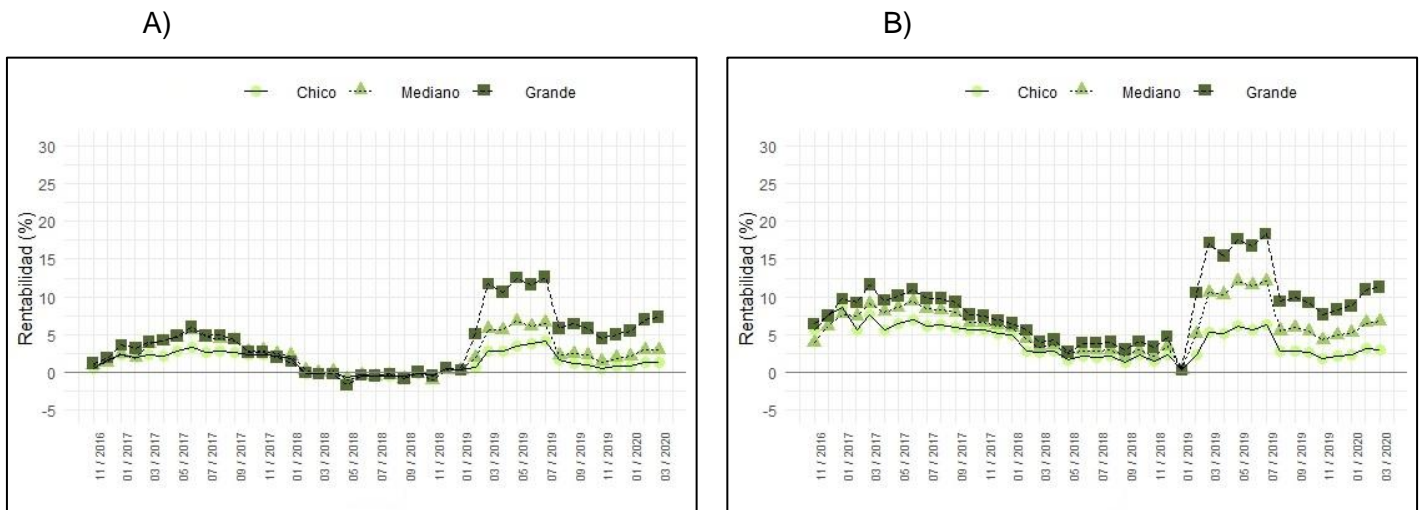 A)
Chico Mediano Grande
Rentabilidad (%)
30
25
20
15
10
5
0
-5
11 / 2016
01 / 2017
03 / 2017
05 / 2017
07 / 2017
09 / 2017
11 / 2017
01 / 2018
03 / 2018
05 / 2018
07 / 2018
09 / 2018
11 / 2018
01 / 2019
03 / 2019
05 / 2019
07 / 2019
09 / 2019
11 / 2019
01 / 2020
03 / 2020
B)
Chico Mediano Grande
Rentabilidad (%)
30
25
20
15
10
5
0
-5
11 / 2016
01 / 2017
03 / 2017
05 / 2017
07 / 2017
09 / 2017
11 / 2017
01 / 2018
03 / 2018
05 / 2018
07 / 2018
09 / 2018
11 / 2018
01 / 2019
03 / 2019
05 / 2019
07 / 2019
09 / 2019
11 / 2019
01 / 2020
03 / 2020